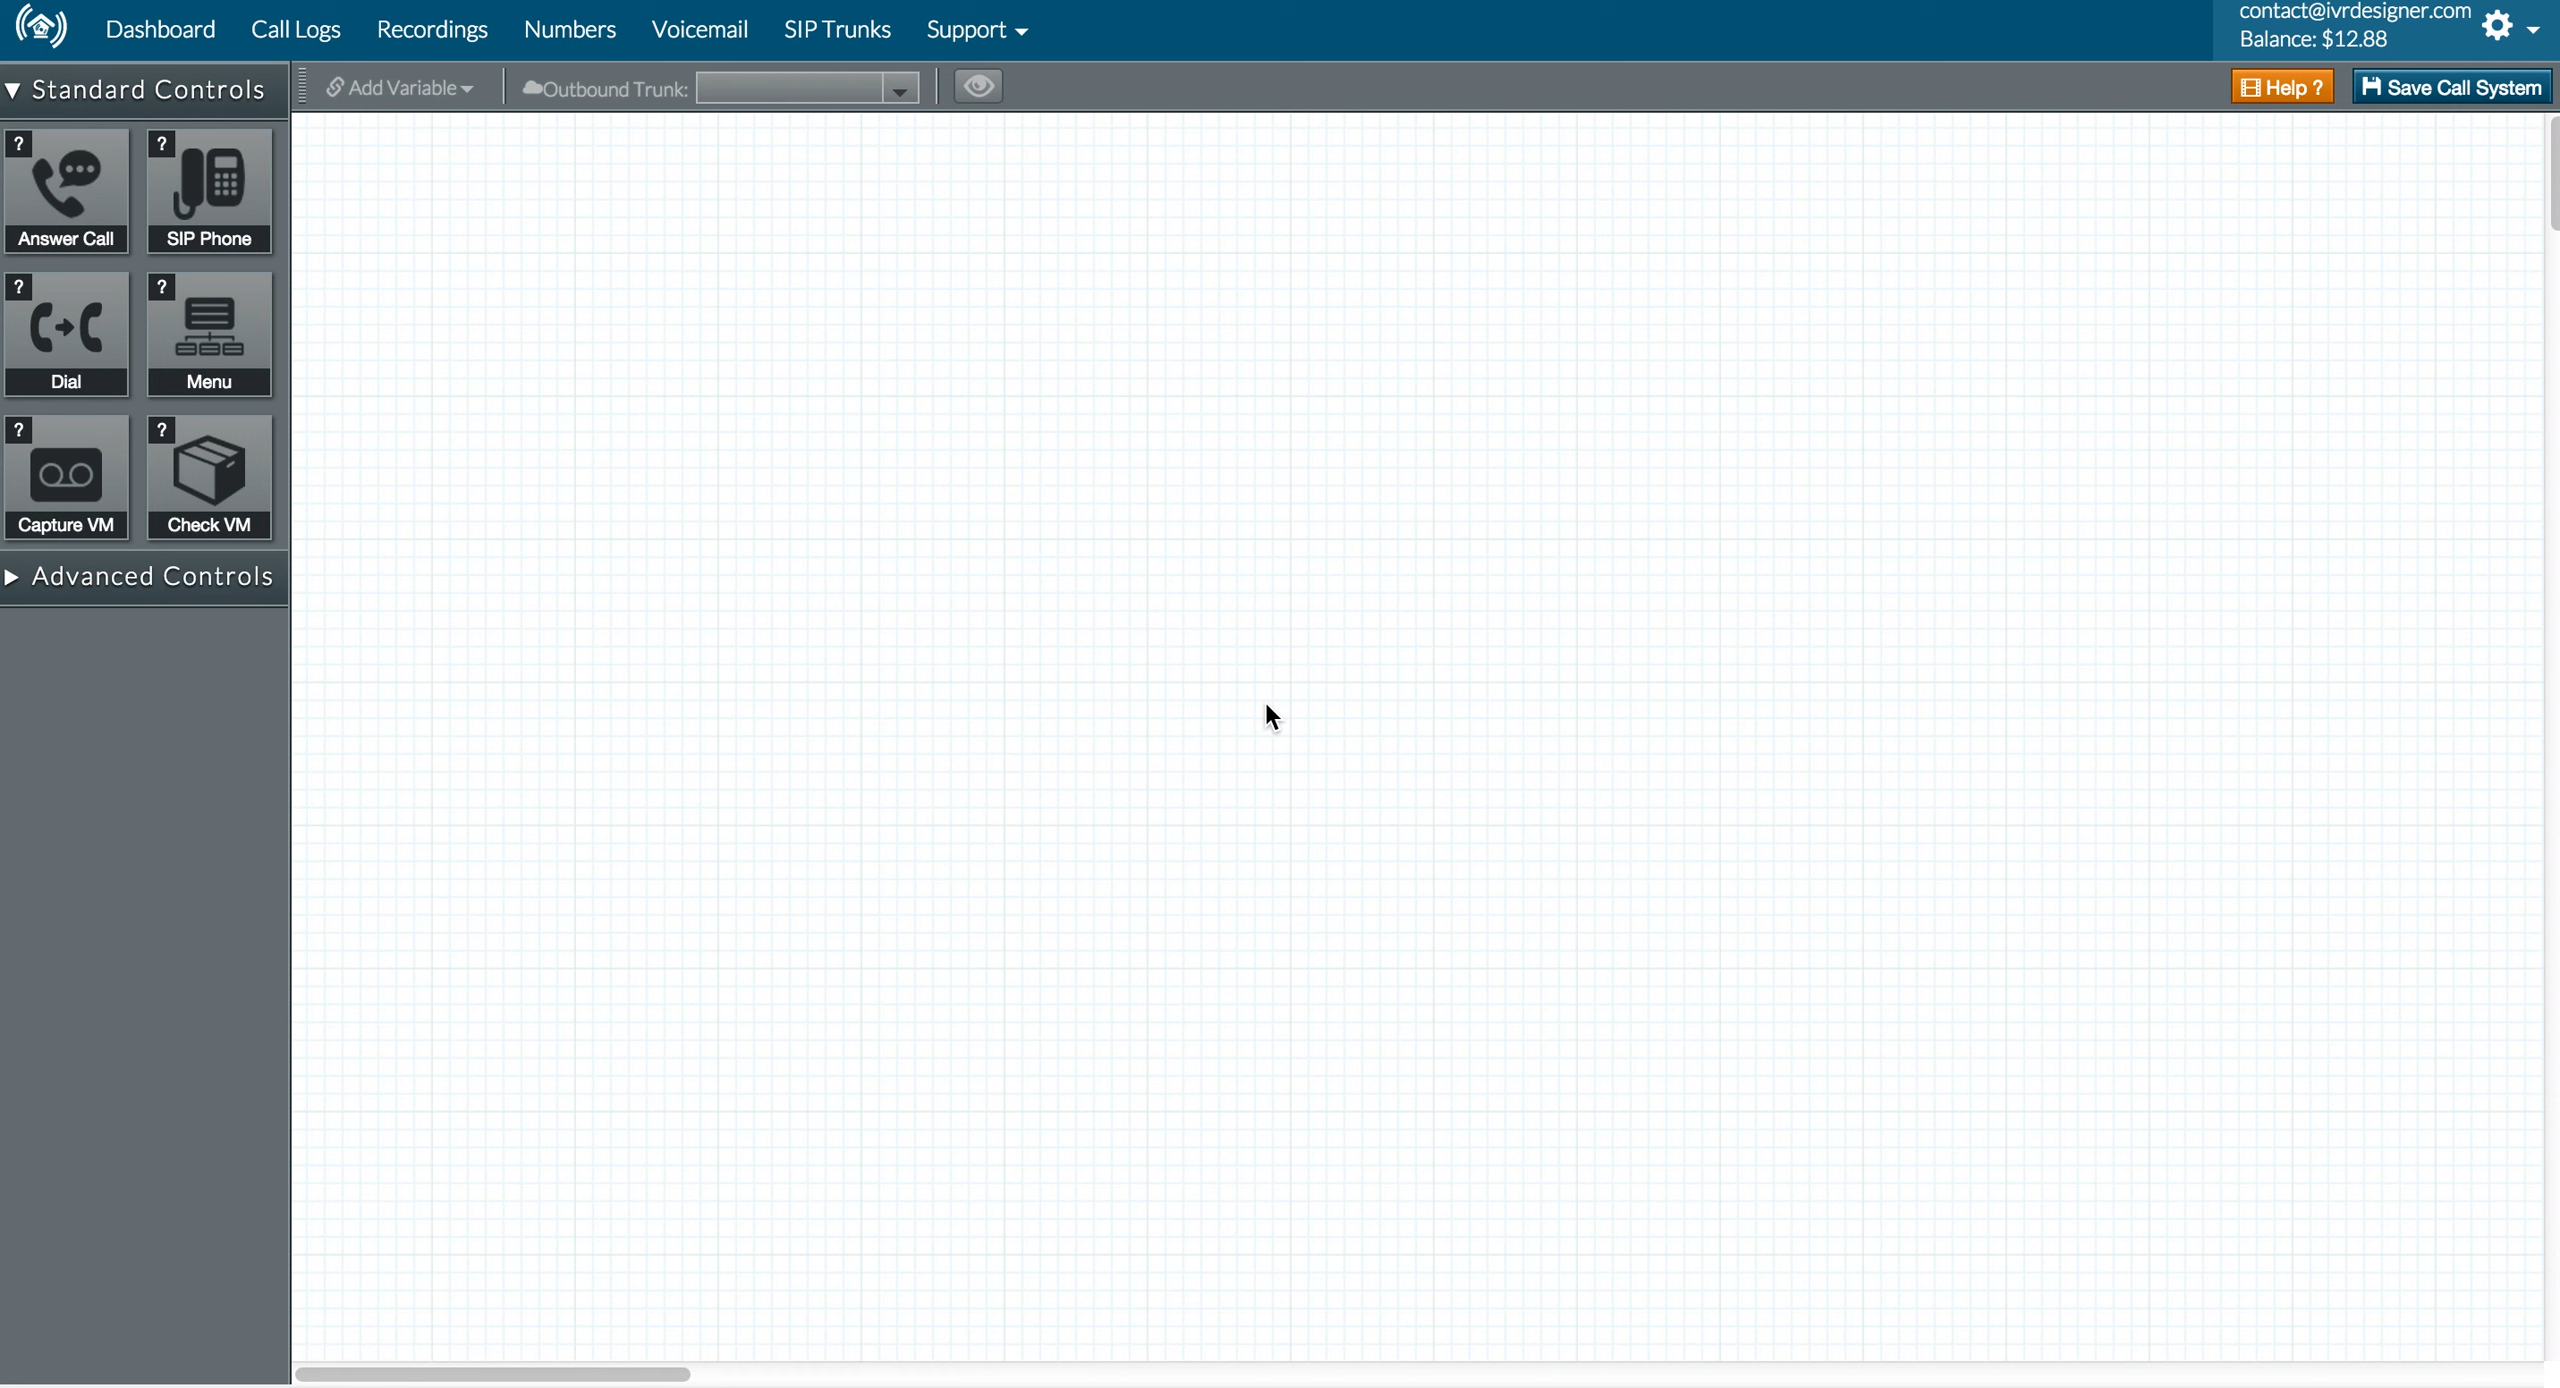 Dashboard Call Logs Recordings Numbers Voicemail SIP Trunks Support
contact@ivrdesigner.com
Balance: $12.88
Standard Controls
Add Variable
Outbound Trunk:
Help ?
Save Call System
? ?
Answer Call SIP Phone
? ?
Dial Menu
? ?
Capture VM Check VM
Advanced Controls